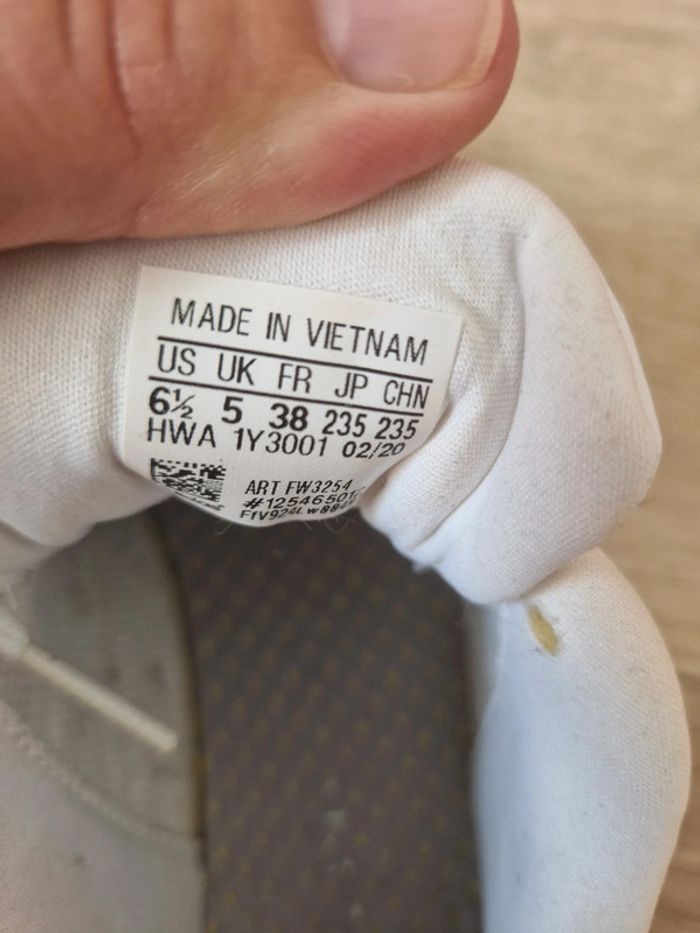 MADE IN VIETNAM
US UK FR JP CHN
6½ 5 38 235 235
HWA 1Y3001 02/20
ART FW3254